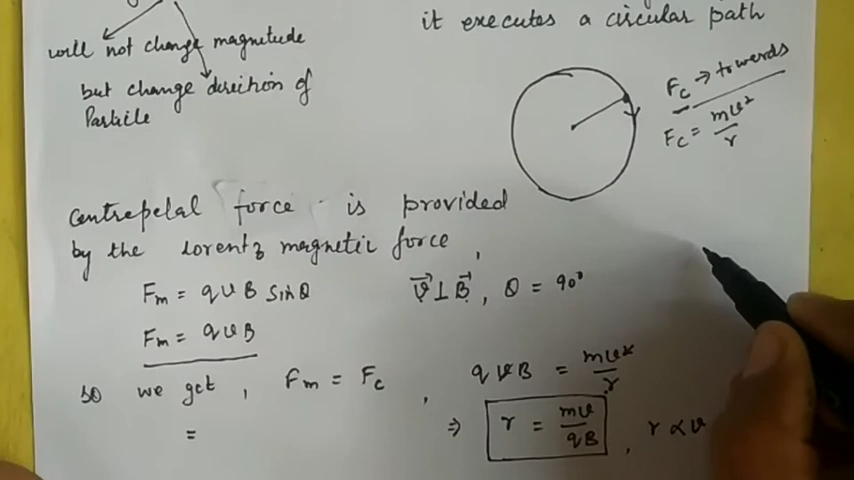 it executes a circular path
will not change magnitude
but change direction of
Particle
Fc → towards
Fc = mv²/r
Centrepetal force is provided
by the Lorentz magnetic force,
Fm = qvB sinθ
v⃗ ⊥ B⃗, θ = 90°
Fm = qvB
so we get, Fm = Fc, qvB = mv²/r
=
⇒ r = mv/qB, r ∝ v